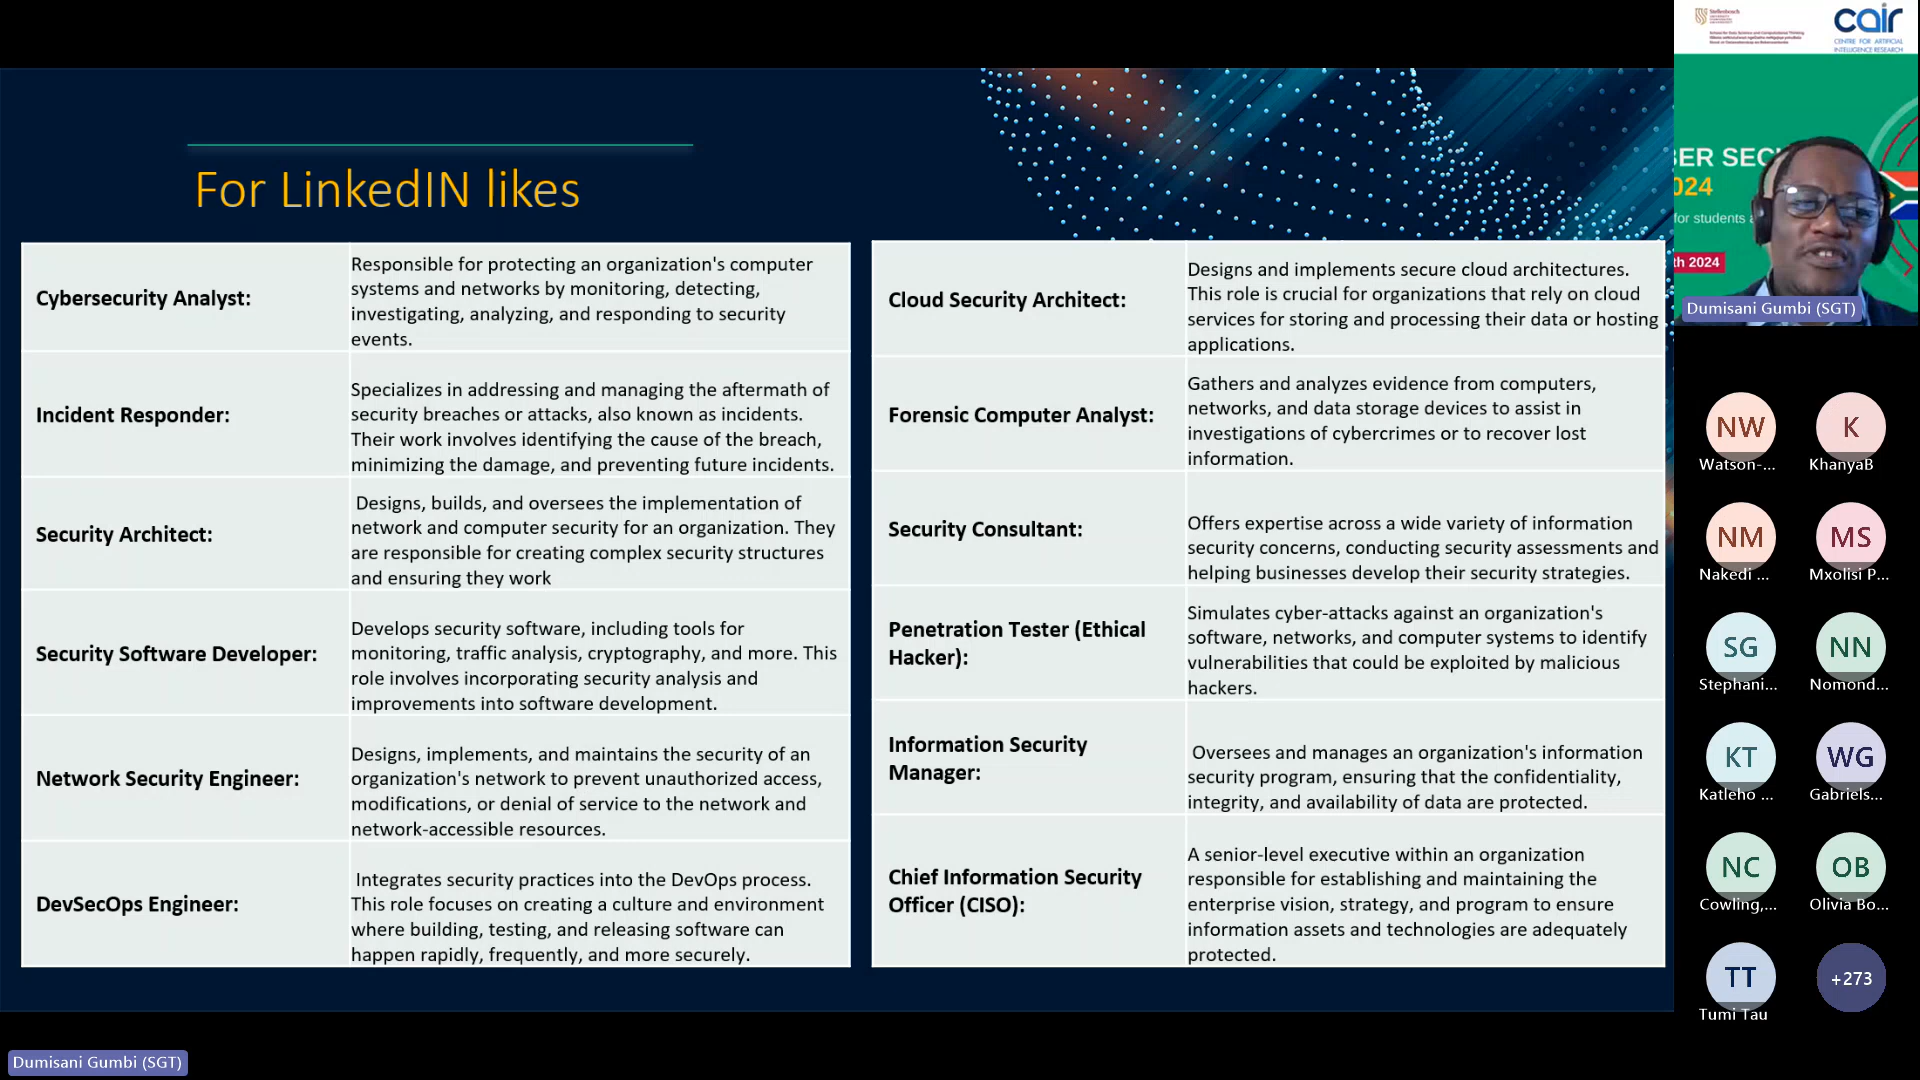 For LinkedIN likes
Cybersecurity Analyst:
Responsible for protecting an organization's computer
systems and networks by monitoring, detecting,
investigating, analyzing, and responding to security
events.
Incident Responder:
Specializes in addressing and managing the aftermath of
security breaches or attacks, also known as incidents.
Their work involves identifying the cause of the breach,
minimizing the damage, and preventing future incidents.
Security Architect:
Designs, builds, and oversees the implementation of
network and computer security for an organization. They
are responsible for creating complex security structures
and ensuring they work
Security Software Developer:
Develops security software, including tools for
monitoring, traffic analysis, cryptography, and more. This
role involves incorporating security analysis and
improvements into software development.
Network Security Engineer:
Designs, implements, and maintains the security of an
organization's network to prevent unauthorized access,
modifications, or denial of service to the network and
network-accessible resources.
DevSecOps Engineer:
Integrates security practices into the DevOps process.
This role focuses on creating a culture and environment
where building, testing, and releasing software can
happen rapidly, frequently, and more securely.
Cloud Security Architect:
Designs and implements secure cloud architectures.
This role is crucial for organizations that rely on cloud
services for storing and processing their data or hosting
applications.
Forensic Computer Analyst:
Gathers and analyzes evidence from computers,
networks, and data storage devices to assist in
investigations of cybercrimes or to recover lost
information.
Security Consultant:
Offers expertise across a wide variety of information
security concerns, conducting security assessments and
helping businesses develop their security strategies.
Penetration Tester (Ethical
Hacker):
Simulates cyber-attacks against an organization's
software, networks, and computer systems to identify
vulnerabilities that could be exploited by malicious
hackers.
Information Security
Manager:
Oversees and manages an organization's information
security program, ensuring that the confidentiality,
integrity, and availability of data are protected.
Chief Information Security
Officer (CISO):
A senior-level executive within an organization
responsible for establishing and maintaining the
enterprise vision, strategy, and program to ensure
information assets and technologies are adequately
protected.
Stellenbosch
cair
CENTRE FOR ARTIFICIAL
INTELLIGENCE RESEARCH
BER SEC
024
for students a
th 2024
Dumisani Gumbi (SGT)
NW
Watson-...
K
KhanyaB
NM
Nakedi ...
MS
Mxolisi P...
SG
Stephani...
NN
Nomond...
KT
Katleho ...
WG
Gabriels...
NC
Cowling,...
OB
Olivia Bo...
TT
Tumi Tau
+273
Dumisani Gumbi (SGT)